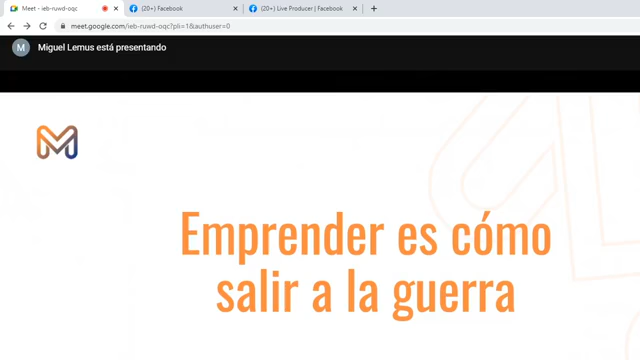 Meet - ieb-ruwd-oqc
(20+) Facebook
(20+) Live Producer | Facebook
meet.google.com/ieb-ruwd-oqc?pli=1&authuser=0
M
Miguel Lemus está presentando
M
Emprender es cómo
salir a la guerra